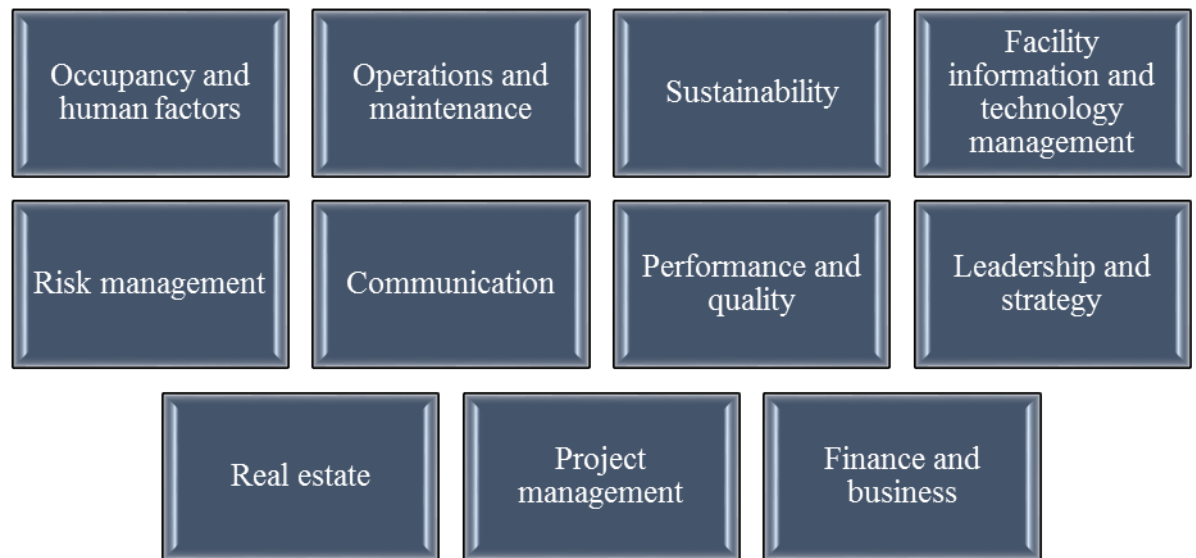 Occupancy and
human factors
Operations and
maintenance
Sustainability
Facility
information and
technology
management
Risk management
Communication
Performance and
quality
Leadership and
strategy
Real estate
Project
management
Finance and
business